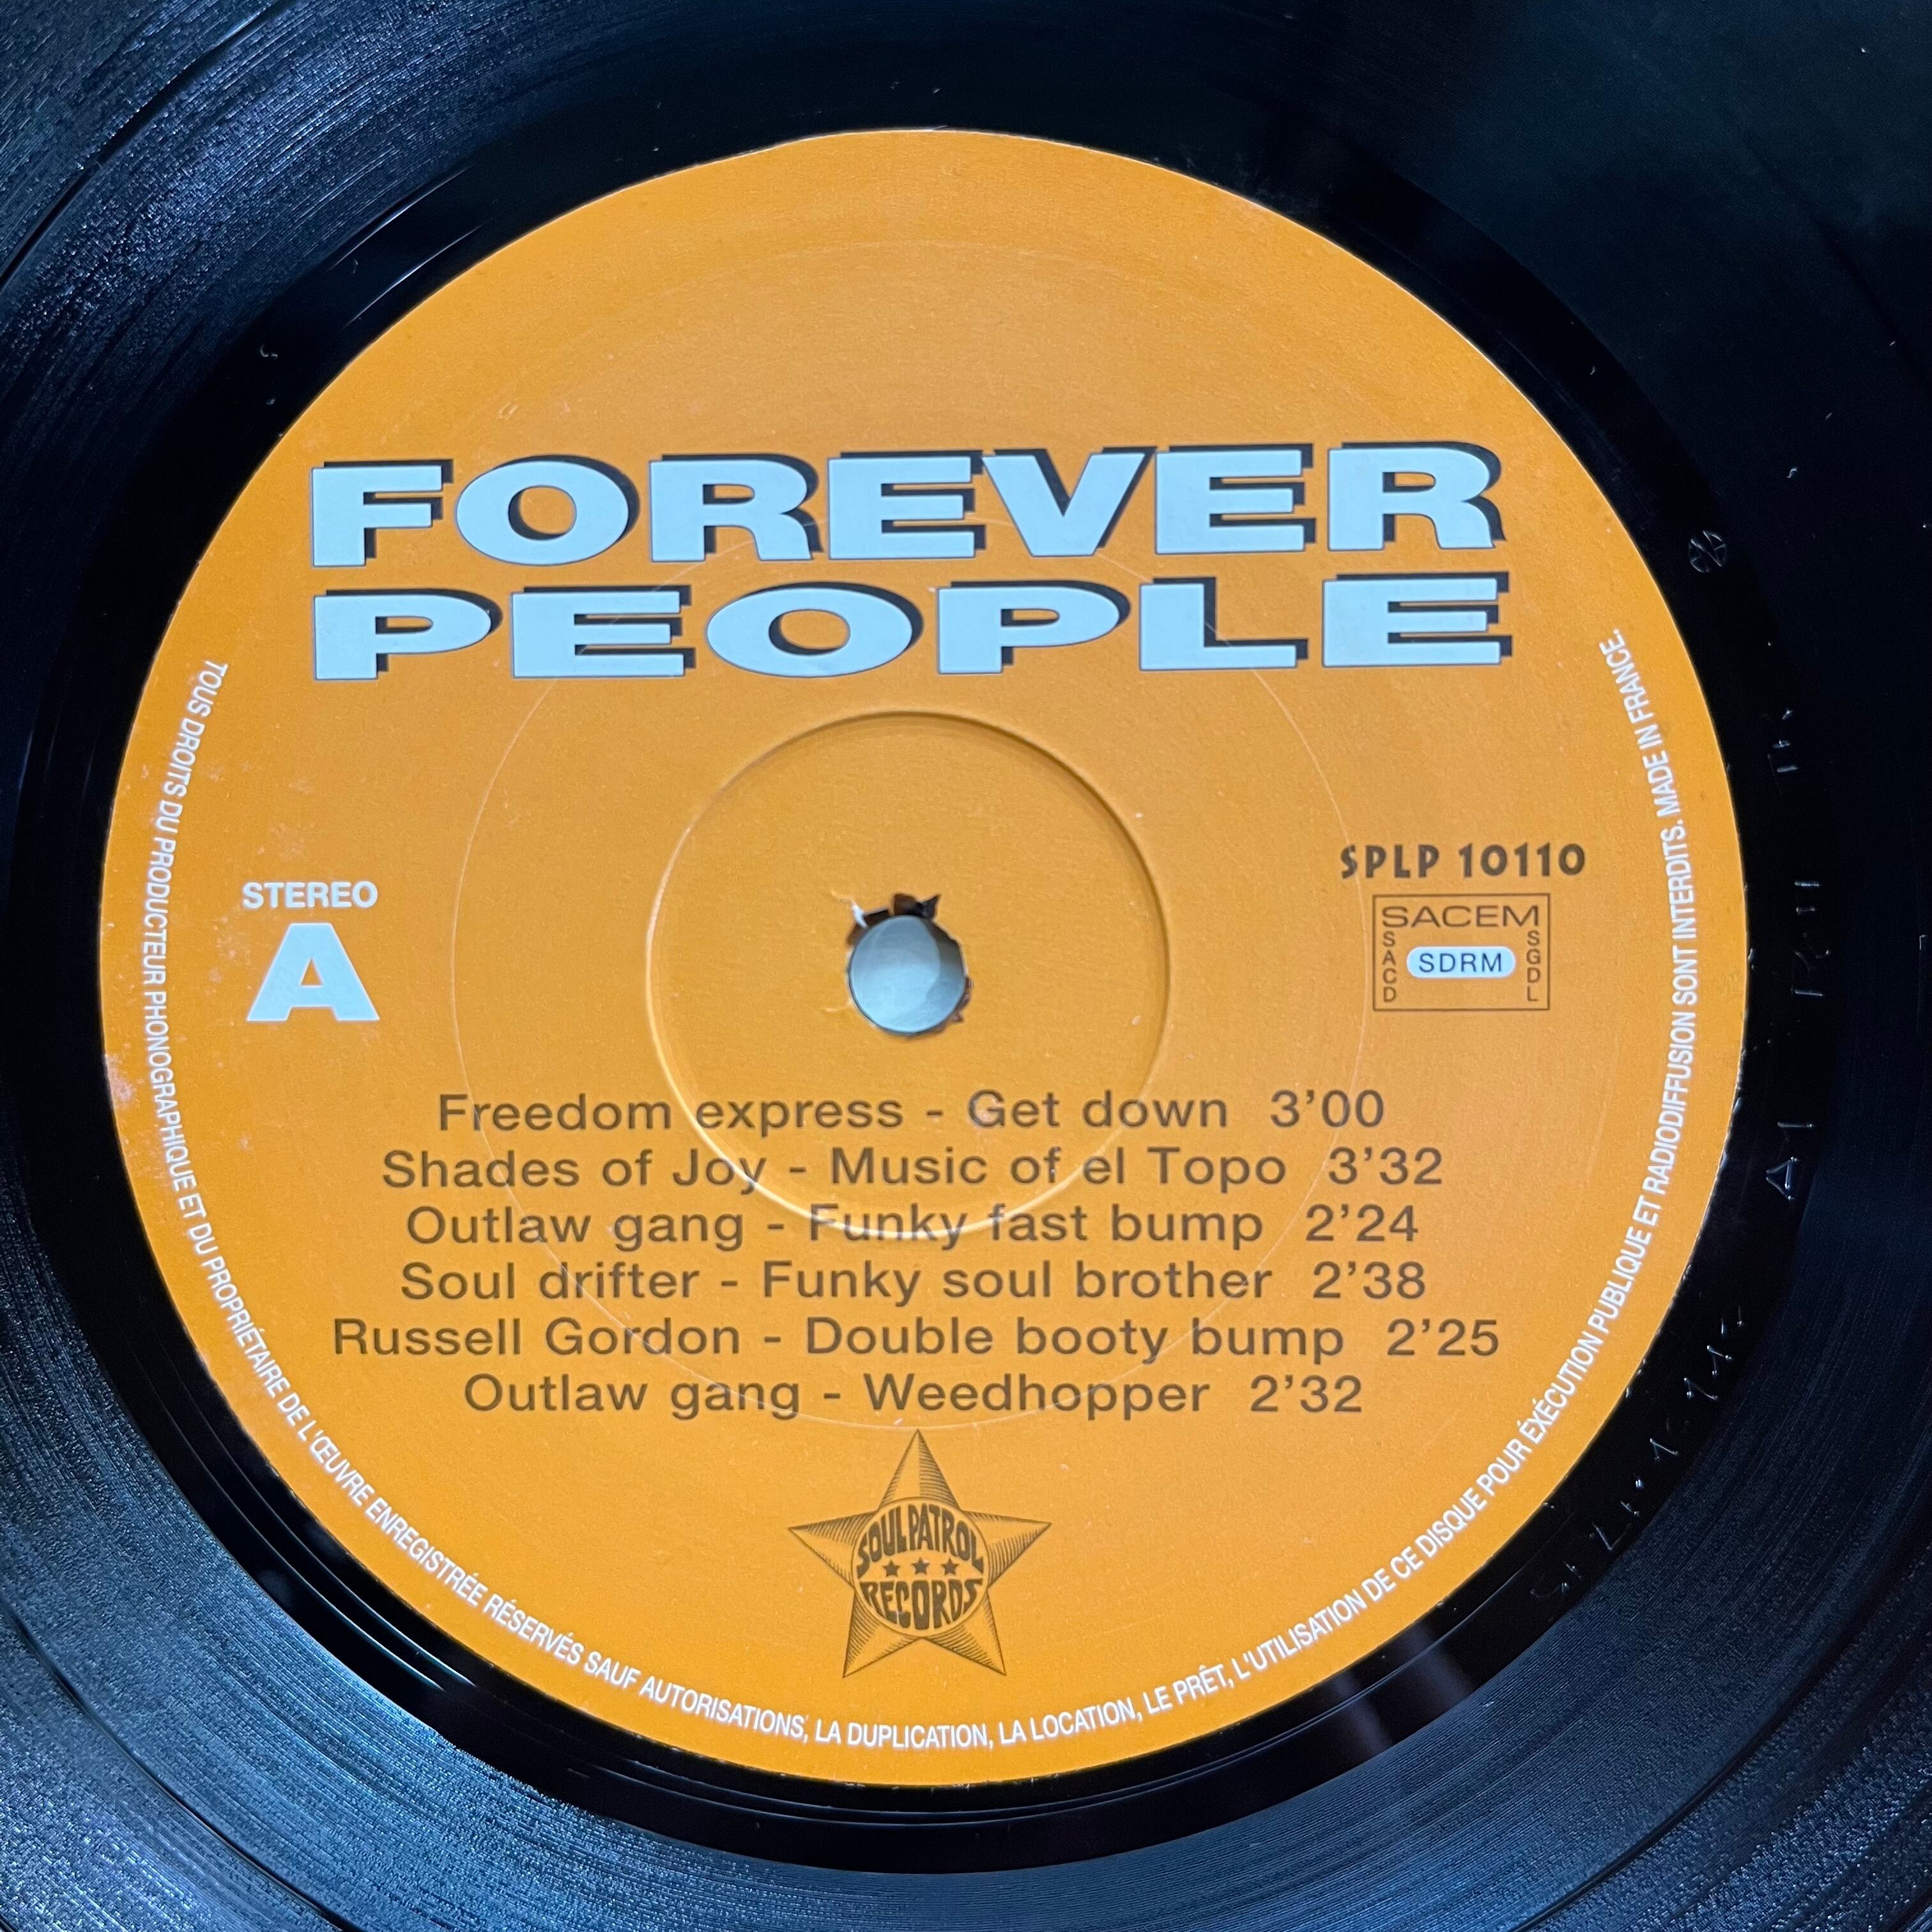 FOREVER
PEOPLE
STEREO
A
SPLP 10110
SACEM
SACD
SDRM
SGDL
Freedom express - Get down 3'00
Shades of Joy - Music of el Topo 3'32
Outlaw gang - Funky fast bump 2'24
Soul drifter - Funky soul brother 2'38
Russell Gordon - Double booty bump 2'25
Outlaw gang - Weedhopper 2'32
SOUL PATROL
RECORDS
TOUS DROITS DU PRODUCTEUR PHONOGRAPHIQUE ET DU PROPRIÉTAIRE DE L'ŒUVRE ENREGISTRÉE RÉSERVÉS SAUF AUTORISATIONS, LA DUPLICATION, LA LOCATION, LE PRÊT, L'UTILISATION DE CE DISQUE POUR ÉXÉCUTION PUBLIQUE ET RADIODIFFUSION SONT INTERDITS. MADE IN FRANCE.